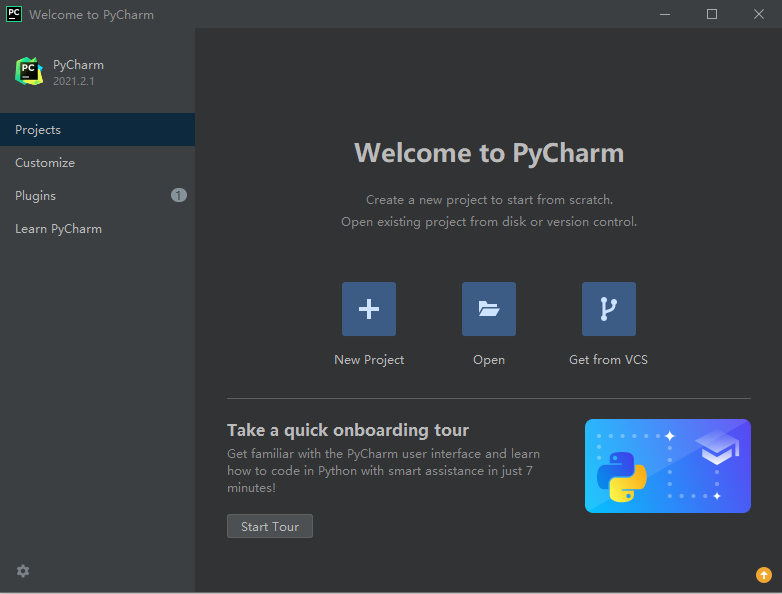 PC Welcome to PyCharm
PC PyCharm
2021.2.1
Projects
Customize
Plugins 1
Learn PyCharm
Welcome to PyCharm
Create a new project to start from scratch.
Open existing project from disk or version control.
New Project Open Get from VCS
Take a quick onboarding tour
Get familiar with the PyCharm user interface and learn
how to code in Python with smart assistance in just 7
minutes!
Start Tour